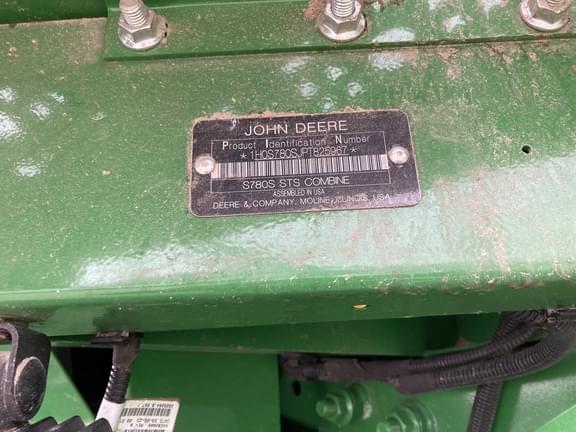 JOHN DEERE
Product Identification Number
*1H0S780SJPT825967*
S780S STS COMBINE
ASSEMBLED IN USA
DEERE & COMPANY, MOLINE, ILLINOIS, USA